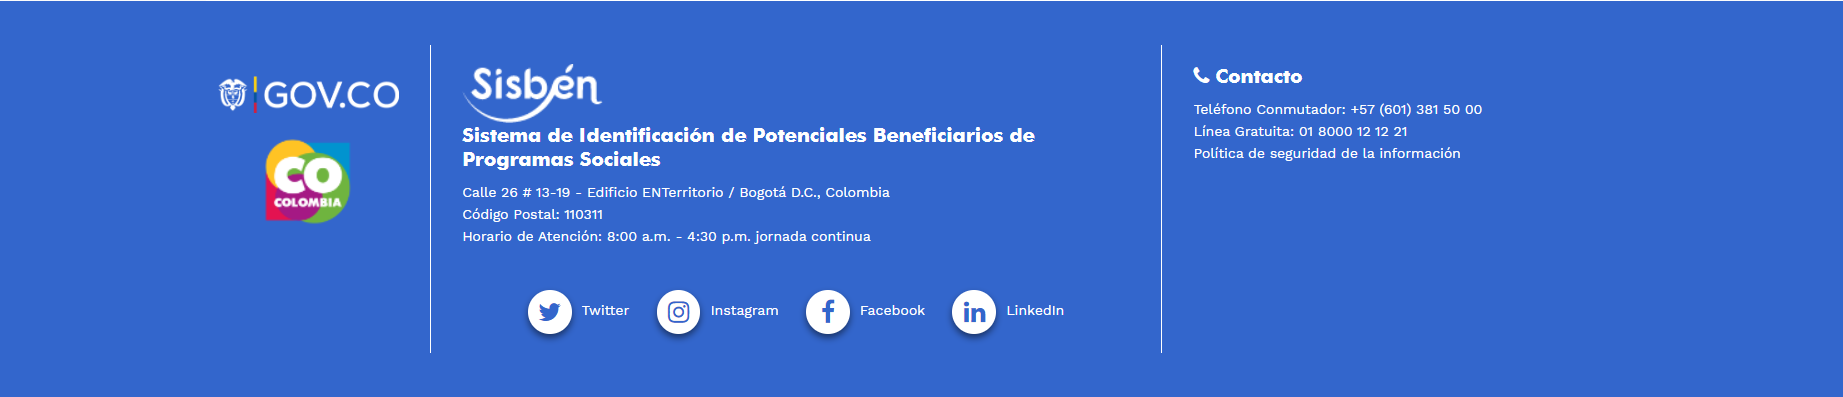 GOV.CO
CO
COLOMBIA
Sisbén
Sistema de Identificación de Potenciales Beneficiarios de
Programas Sociales
Calle 26 # 13-19 - Edificio ENTerritorio / Bogotá D.C., Colombia
Código Postal: 110311
Horario de Atención: 8:00 a.m. - 4:30 p.m. jornada continua
Twitter
Instagram
Facebook
LinkedIn
Contacto
Teléfono Conmutador: +57 (601) 381 50 00
Línea Gratuita: 01 8000 12 12 21
Política de seguridad de la información